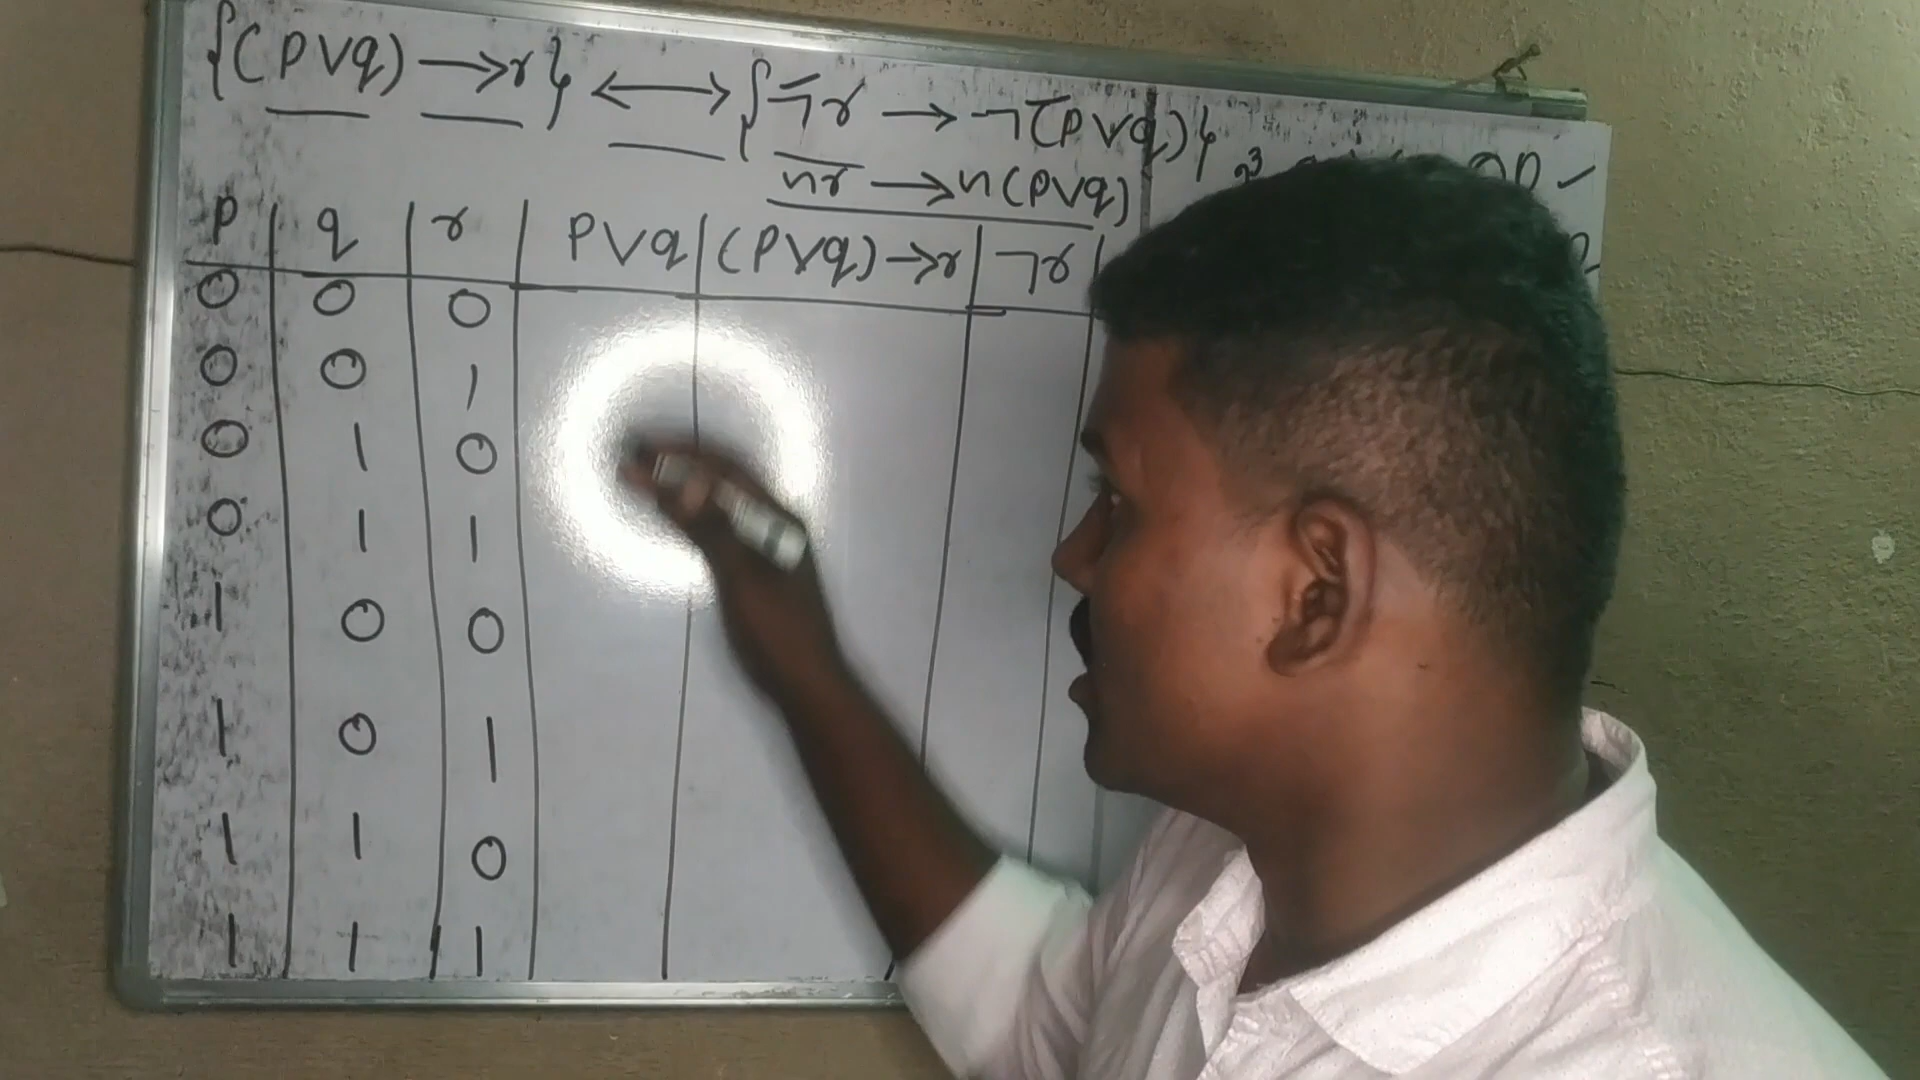 {(p∨q) → r} ↔ {¬r → ¬(p∨q)}
nr → n(p∨q)
p q r p∨q (p∨q)→r ¬r
0 0 0
0 0 1
0 1 0
0 1 1
1 0 0
1 0 1
1 1 0
1 1 1